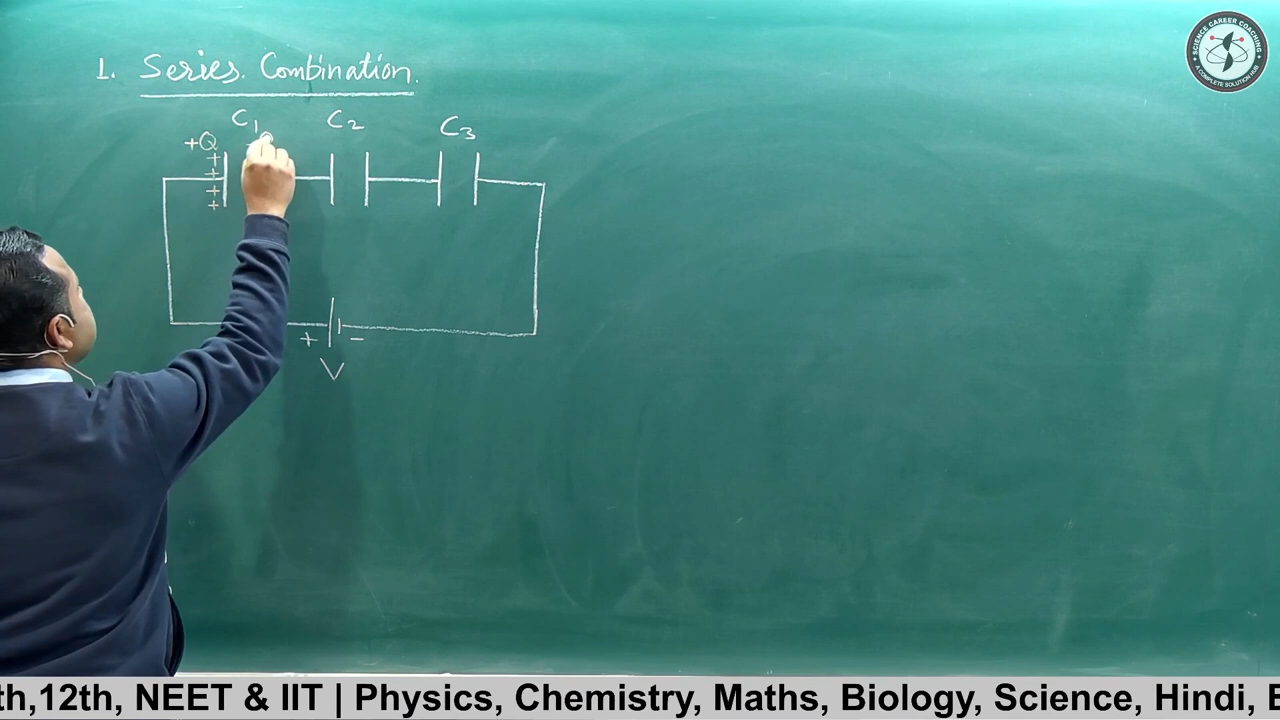 1. Series. Combination.
C1 C2 C3
+Q
+
+
+
+
+ -
V
SCIENCE CAREER COACHING
A COMPLETE SOLUTION HUB
th,12th, NEET & IIT | Physics, Chemistry, Maths, Biology, Science, Hindi, E